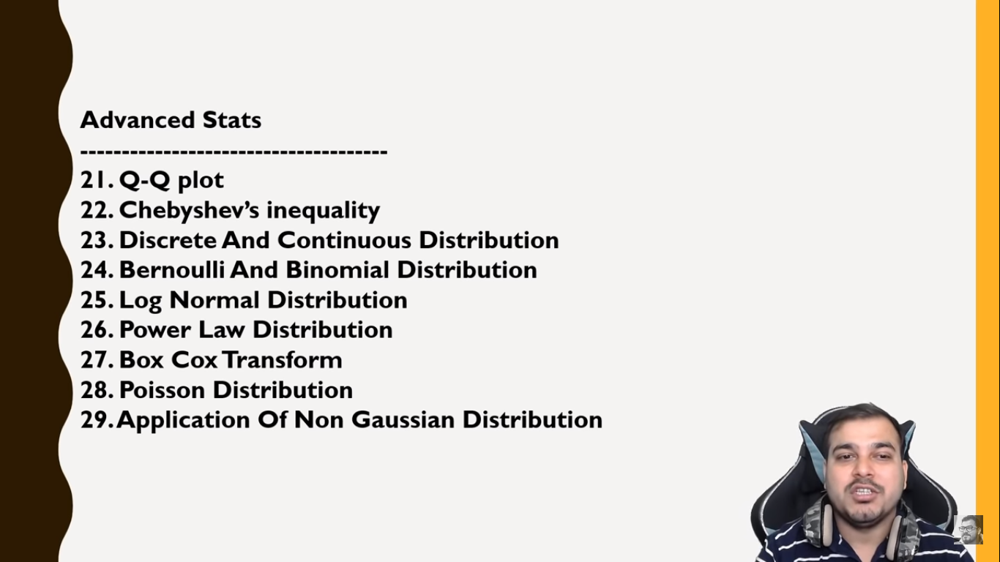 Advanced Stats
-------------------------------------
21. Q-Q plot
22. Chebyshev’s inequality
23. Discrete And Continuous Distribution
24. Bernoulli And Binomial Distribution
25. Log Normal Distribution
26. Power Law Distribution
27. Box Cox Transform
28. Poisson Distribution
29. Application Of Non Gaussian Distribution